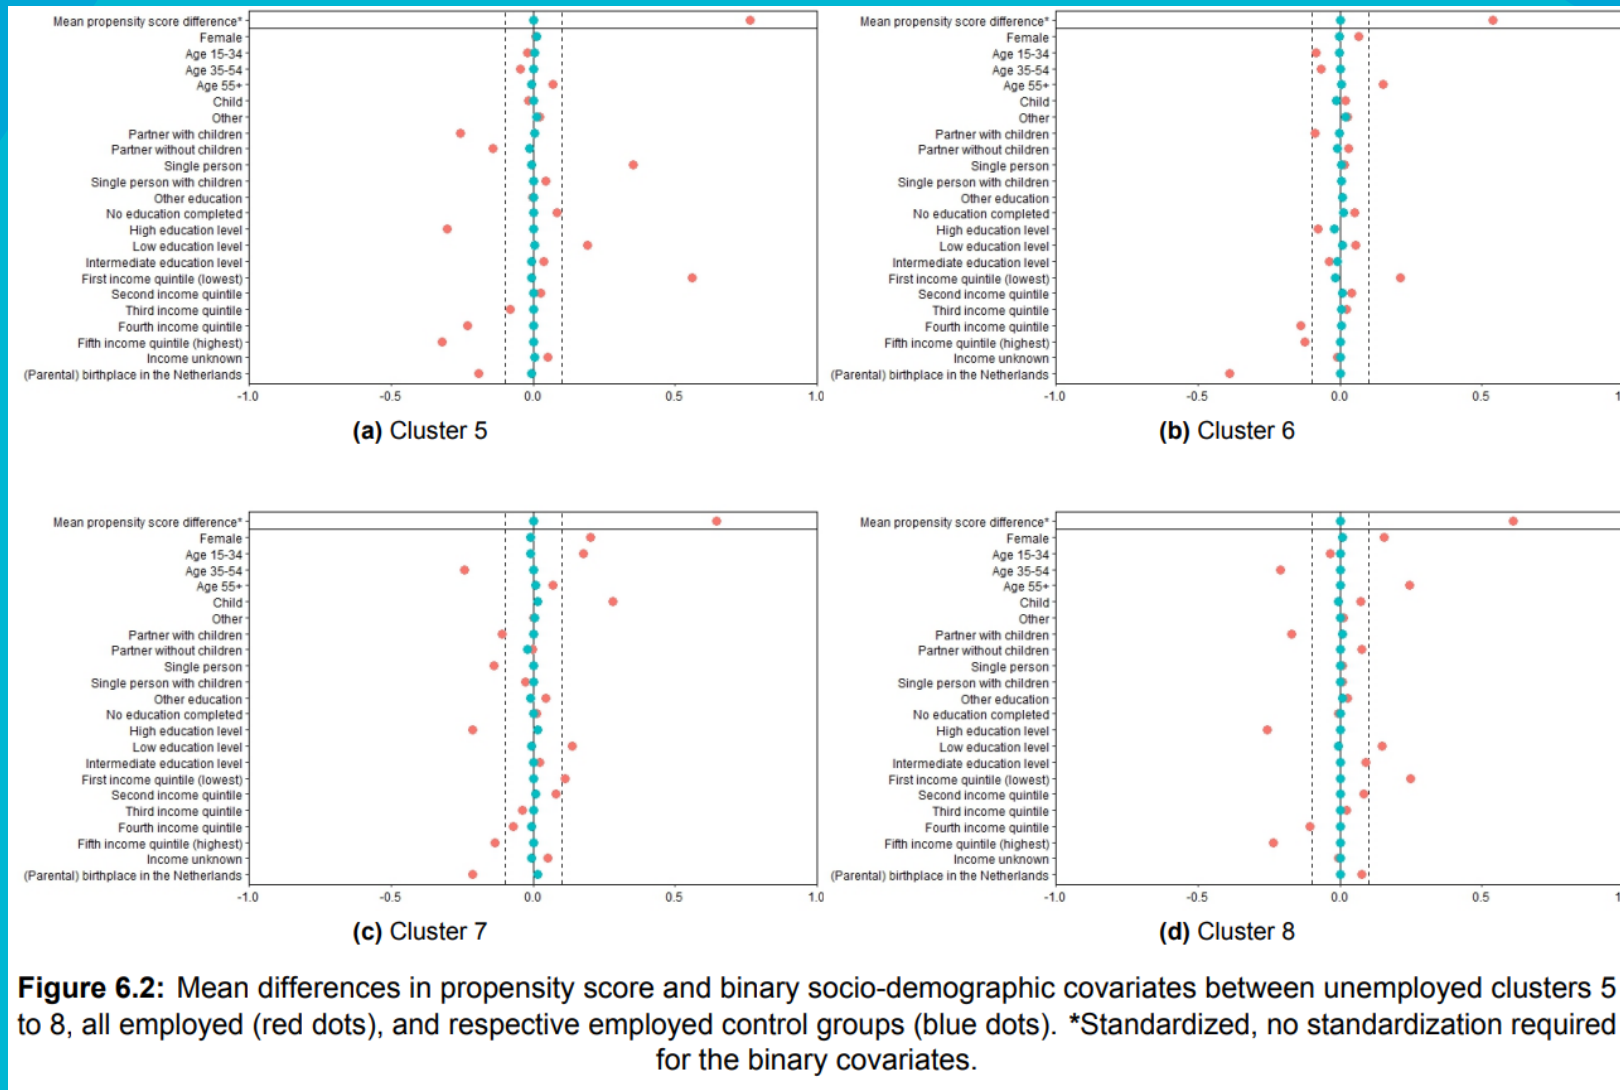 Mean propensity score difference*
Female
Age 15-34
Age 35-54
Age 55+
Child
Other
Partner with children
Partner without children
Single person
Single person with children
Other education
No education completed
High education level
Low education level
Intermediate education level
First income quintile (lowest)
Second income quintile
Third income quintile
Fourth income quintile
Fifth income quintile (highest)
Income unknown
(Parental) birthplace in the Netherlands
-1.0 -0.5 0.0 0.5 1.0
(a) Cluster 5
Mean propensity score difference*
Female
Age 15-34
Age 35-54
Age 55+
Child
Other
Partner with children
Partner without children
Single person
Single person with children
Other education
No education completed
High education level
Low education level
Intermediate education level
First income quintile (lowest)
Second income quintile
Third income quintile
Fourth income quintile
Fifth income quintile (highest)
Income unknown
(Parental) birthplace in the Netherlands
-1.0 -0.5 0.0 0.5 1
(b) Cluster 6
Mean propensity score difference*
Female
Age 15-34
Age 35-54
Age 55+
Child
Other
Partner with children
Partner without children
Single person
Single person with children
Other education
No education completed
High education level
Low education level
Intermediate education level
First income quintile (lowest)
Second income quintile
Third income quintile
Fourth income quintile
Fifth income quintile (highest)
Income unknown
(Parental) birthplace in the Netherlands
-1.0 -0.5 0.0 0.5 1.0
(c) Cluster 7
Mean propensity score difference*
Female
Age 15-34
Age 35-54
Age 55+
Child
Other
Partner with children
Partner without children
Single person
Single person with children
Other education
No education completed
High education level
Low education level
Intermediate education level
First income quintile (lowest)
Second income quintile
Third income quintile
Fourth income quintile
Fifth income quintile (highest)
Income unknown
(Parental) birthplace in the Netherlands
-1.0 -0.5 0.0 0.5 1
(d) Cluster 8
Figure 6.2: Mean differences in propensity score and binary socio-demographic covariates between unemployed clusters 5
to 8, all employed (red dots), and respective employed control groups (blue dots). *Standardized, no standardization required
for the binary covariates.